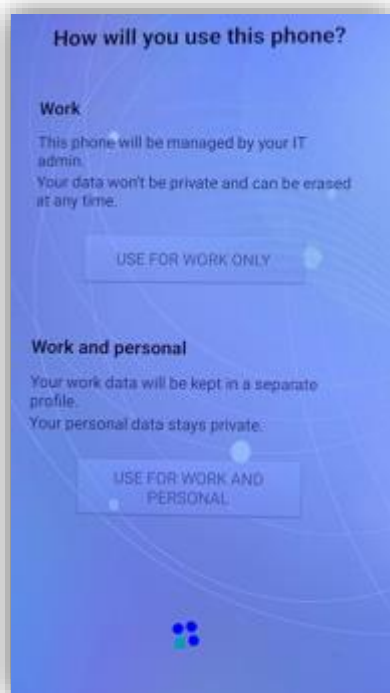 How will you use this phone?
Work
This phone will be managed by your IT
admin.
Your data won't be private and can be erased
at any time.
USE FOR WORK ONLY
Work and personal
Your work data will be kept in a separate
profile.
Your personal data stays private.
USE FOR WORK AND
PERSONAL